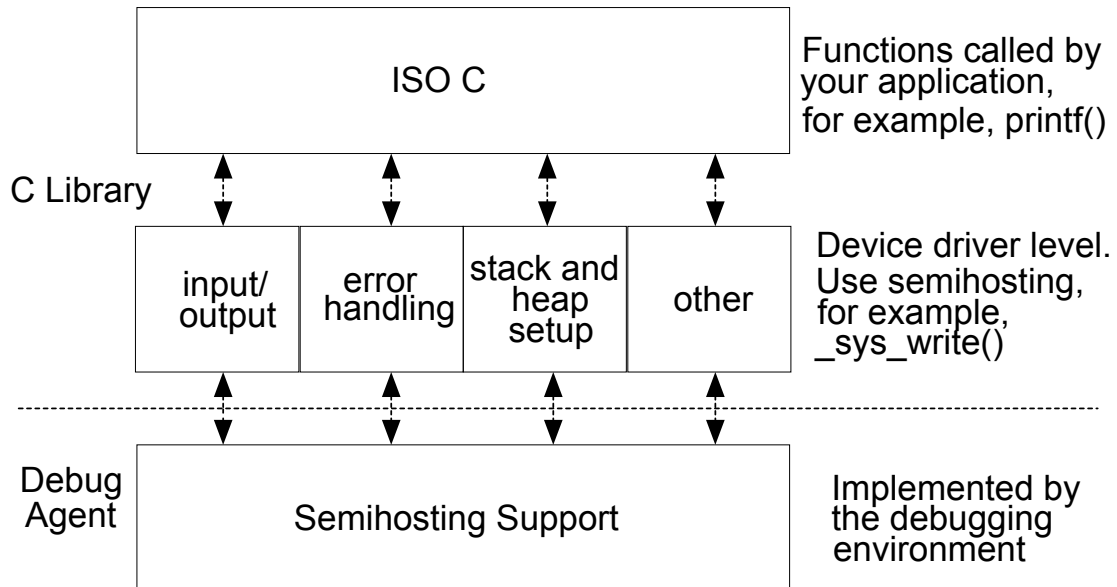 ISO C
Functions called by
your application,
for example, printf()
C Library
input/
output
error
handling
stack and
heap
setup
other
Device driver level.
Use semihosting,
for example,
_sys_write()
Debug
Agent
Semihosting Support
Implemented by
the debugging
environment